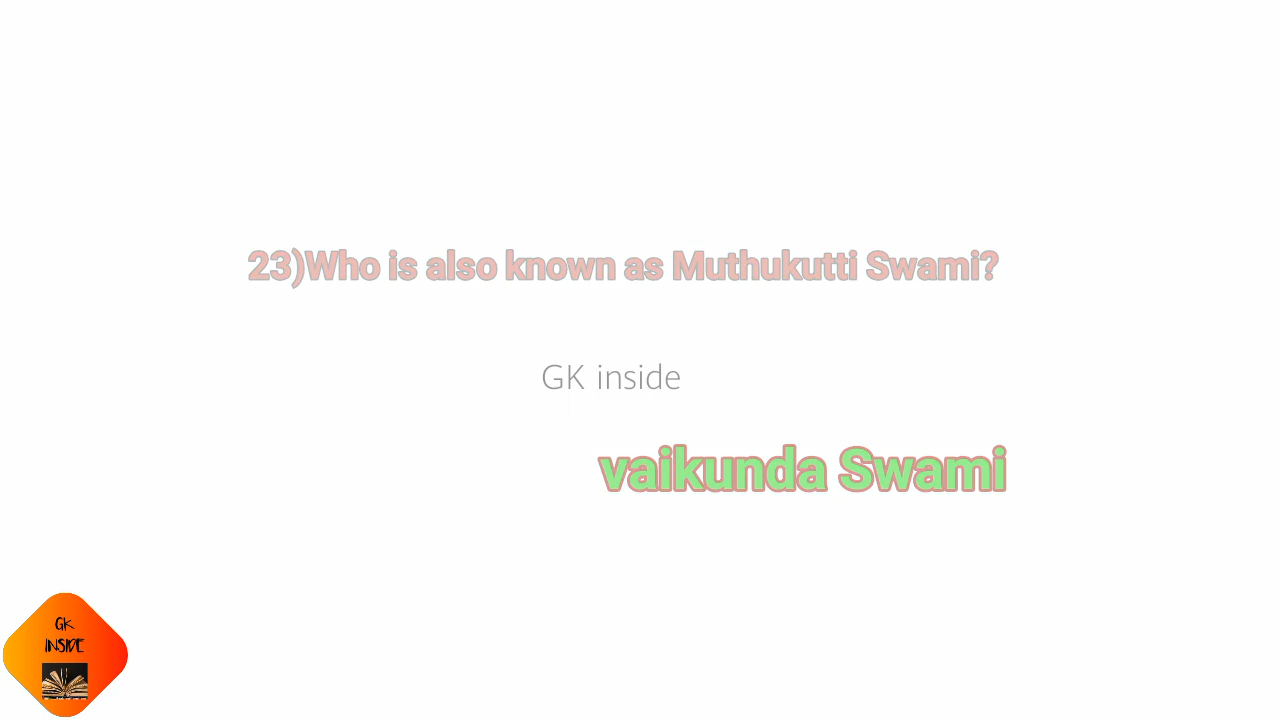 23)Who is also known as Muthukutti Swami?
GK inside
vaikunda Swami
GK
INSIDE